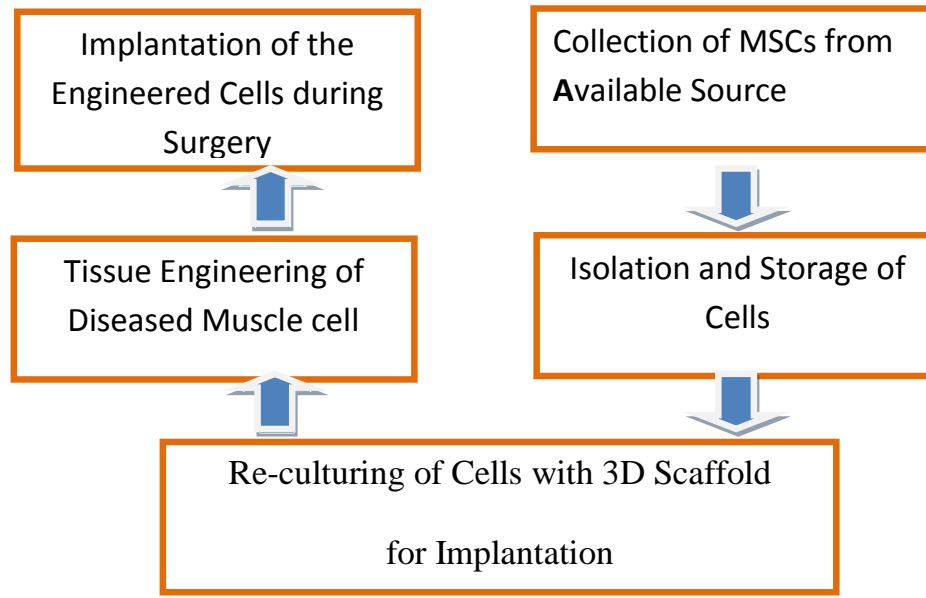 Implantation of the
Engineered Cells during
Surgery
Collection of MSCs from
Available Source
Tissue Engineering of
Diseased Muscle cell
Isolation and Storage of
Cells
Re-culturing of Cells with 3D Scaffold
for Implantation